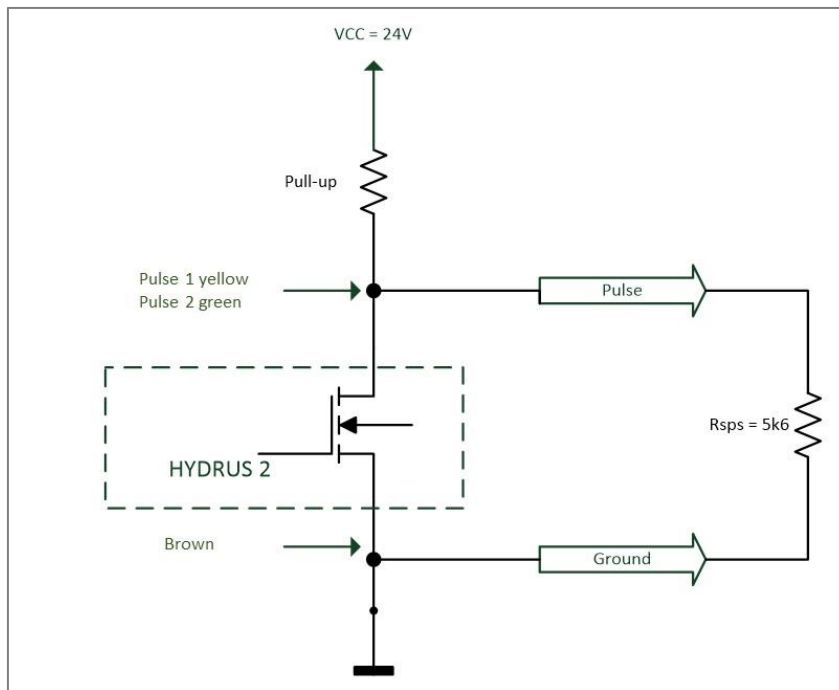 VCC = 24V
Pull-up
Pulse 1 yellow
Pulse 2 green
Pulse
Rsps = 5k6
HYDRUS 2
Brown
Ground